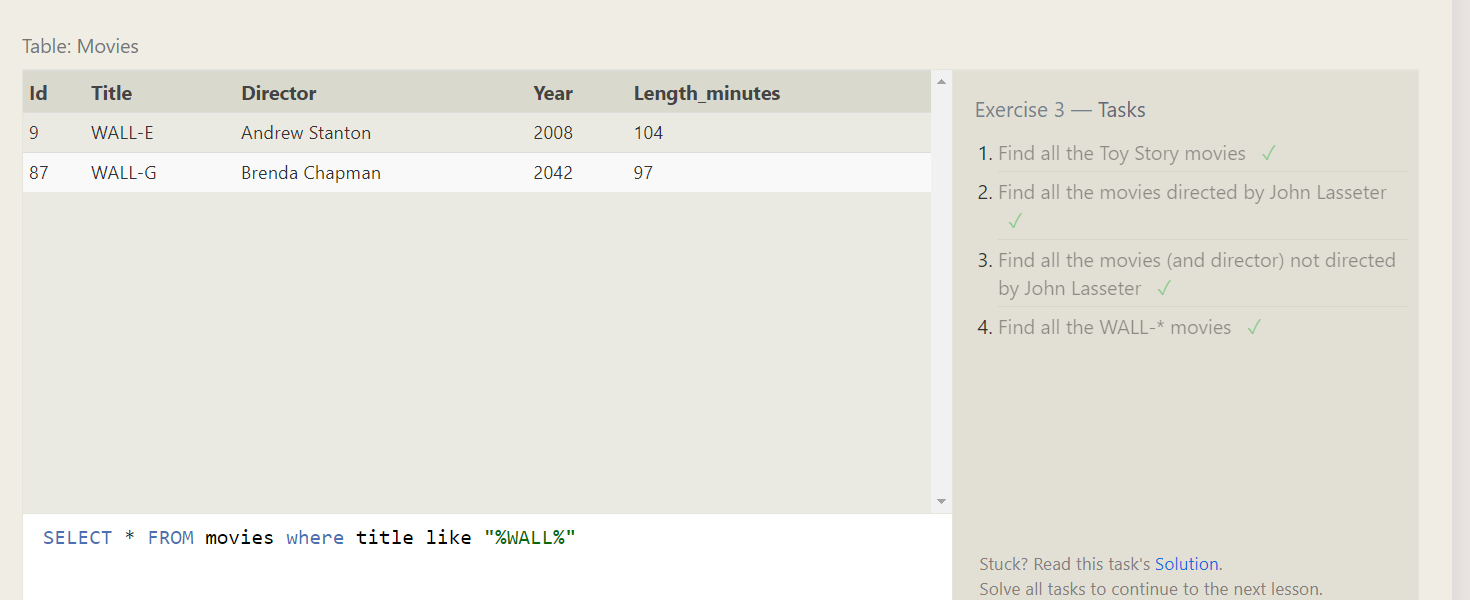 Table: Movies
Id Title Director Year Length_minutes
9 WALL-E Andrew Stanton 2008 104
87 WALL-G Brenda Chapman 2042 97
SELECT * FROM movies where title like "%WALL%"
Exercise 3 — Tasks
1. Find all the Toy Story movies ✓
2. Find all the movies directed by John Lasseter
✓
3. Find all the movies (and director) not directed
by John Lasseter ✓
4. Find all the WALL-* movies ✓
Stuck? Read this task's Solution.
Solve all tasks to continue to the next lesson.